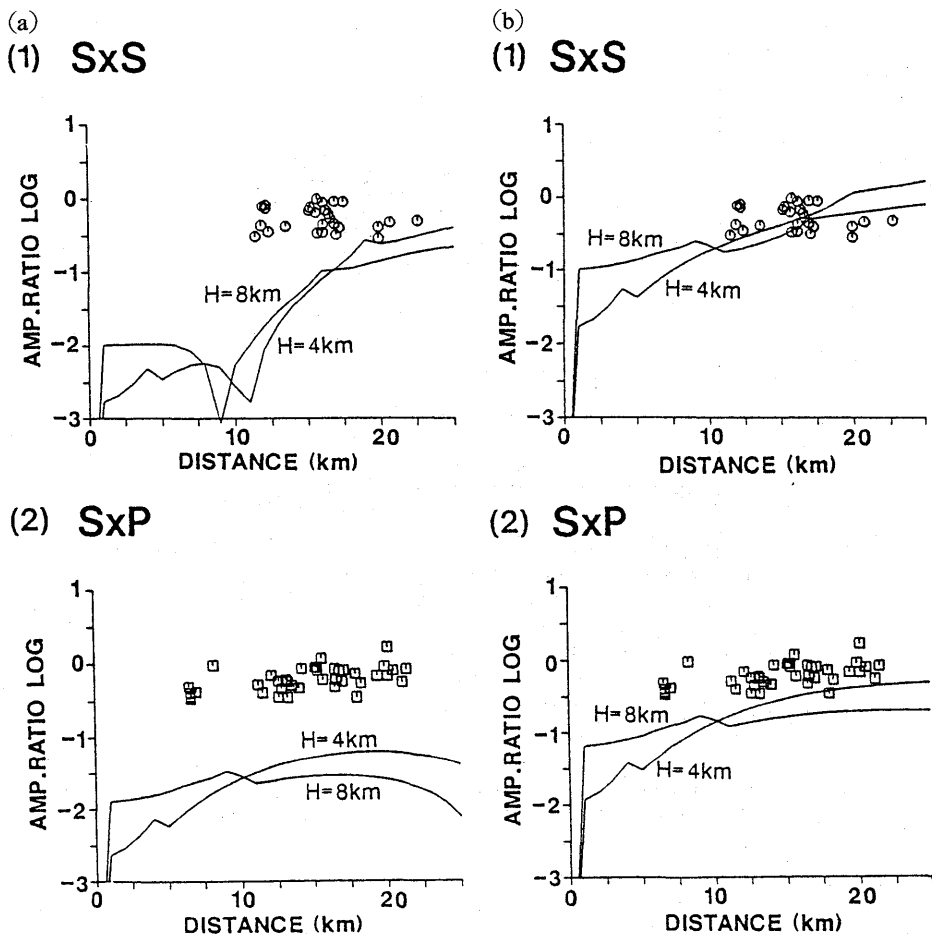 (a)
(1) SxS
AMP.RATIO LOG
1
0
−1
−2
−3
H=8km
H=4km
0 10 20
DISTANCE (km)
(b)
(1) SxS
AMP.RATIO LOG
1
0
−1
−2
−3
H=8km
H=4km
0 10 20
DISTANCE (km)
(2) SxP
AMP.RATIO LOG
1
0
−1
−2
−3
H=4km
H=8km
0 10 20
DISTANCE (km)
(2) SxP
AMP.RATIO LOG
1
0
−1
−2
−3
H=8km
H=4km
0 10 20
DISTANCE (km)